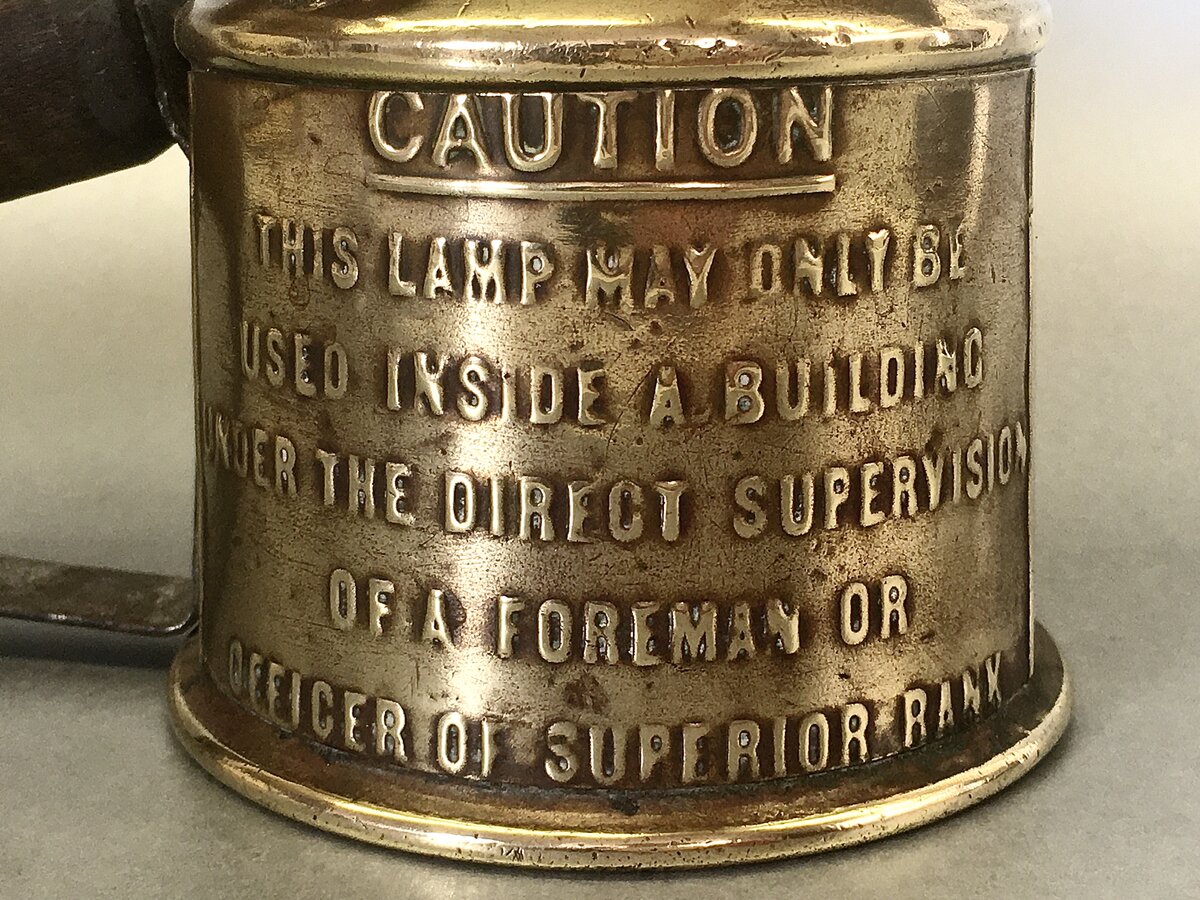 CAUTION
THIS LAMP MAY ONLY BE
USED INSiDE A BUiLDING
UNDER THE DIRECT SUPERVISION
OF A FOREMAN OR
OFFICER OF SUPERIOR RANK